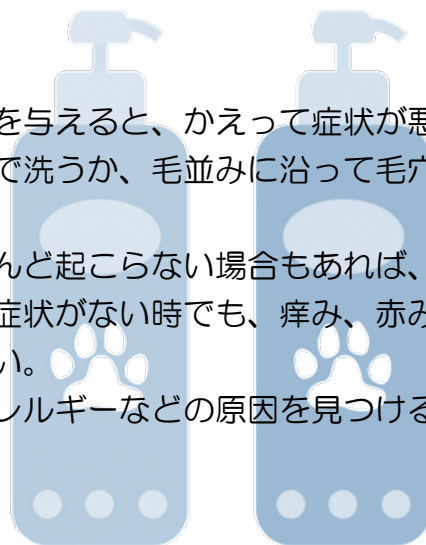 を与えると、かえって症状が悪
で洗うか、毛並みに沿って毛穴
んど起こらない場合もあれば、
症状がない時でも、痒み、赤み
い。
レルギーなどの原因を見つける